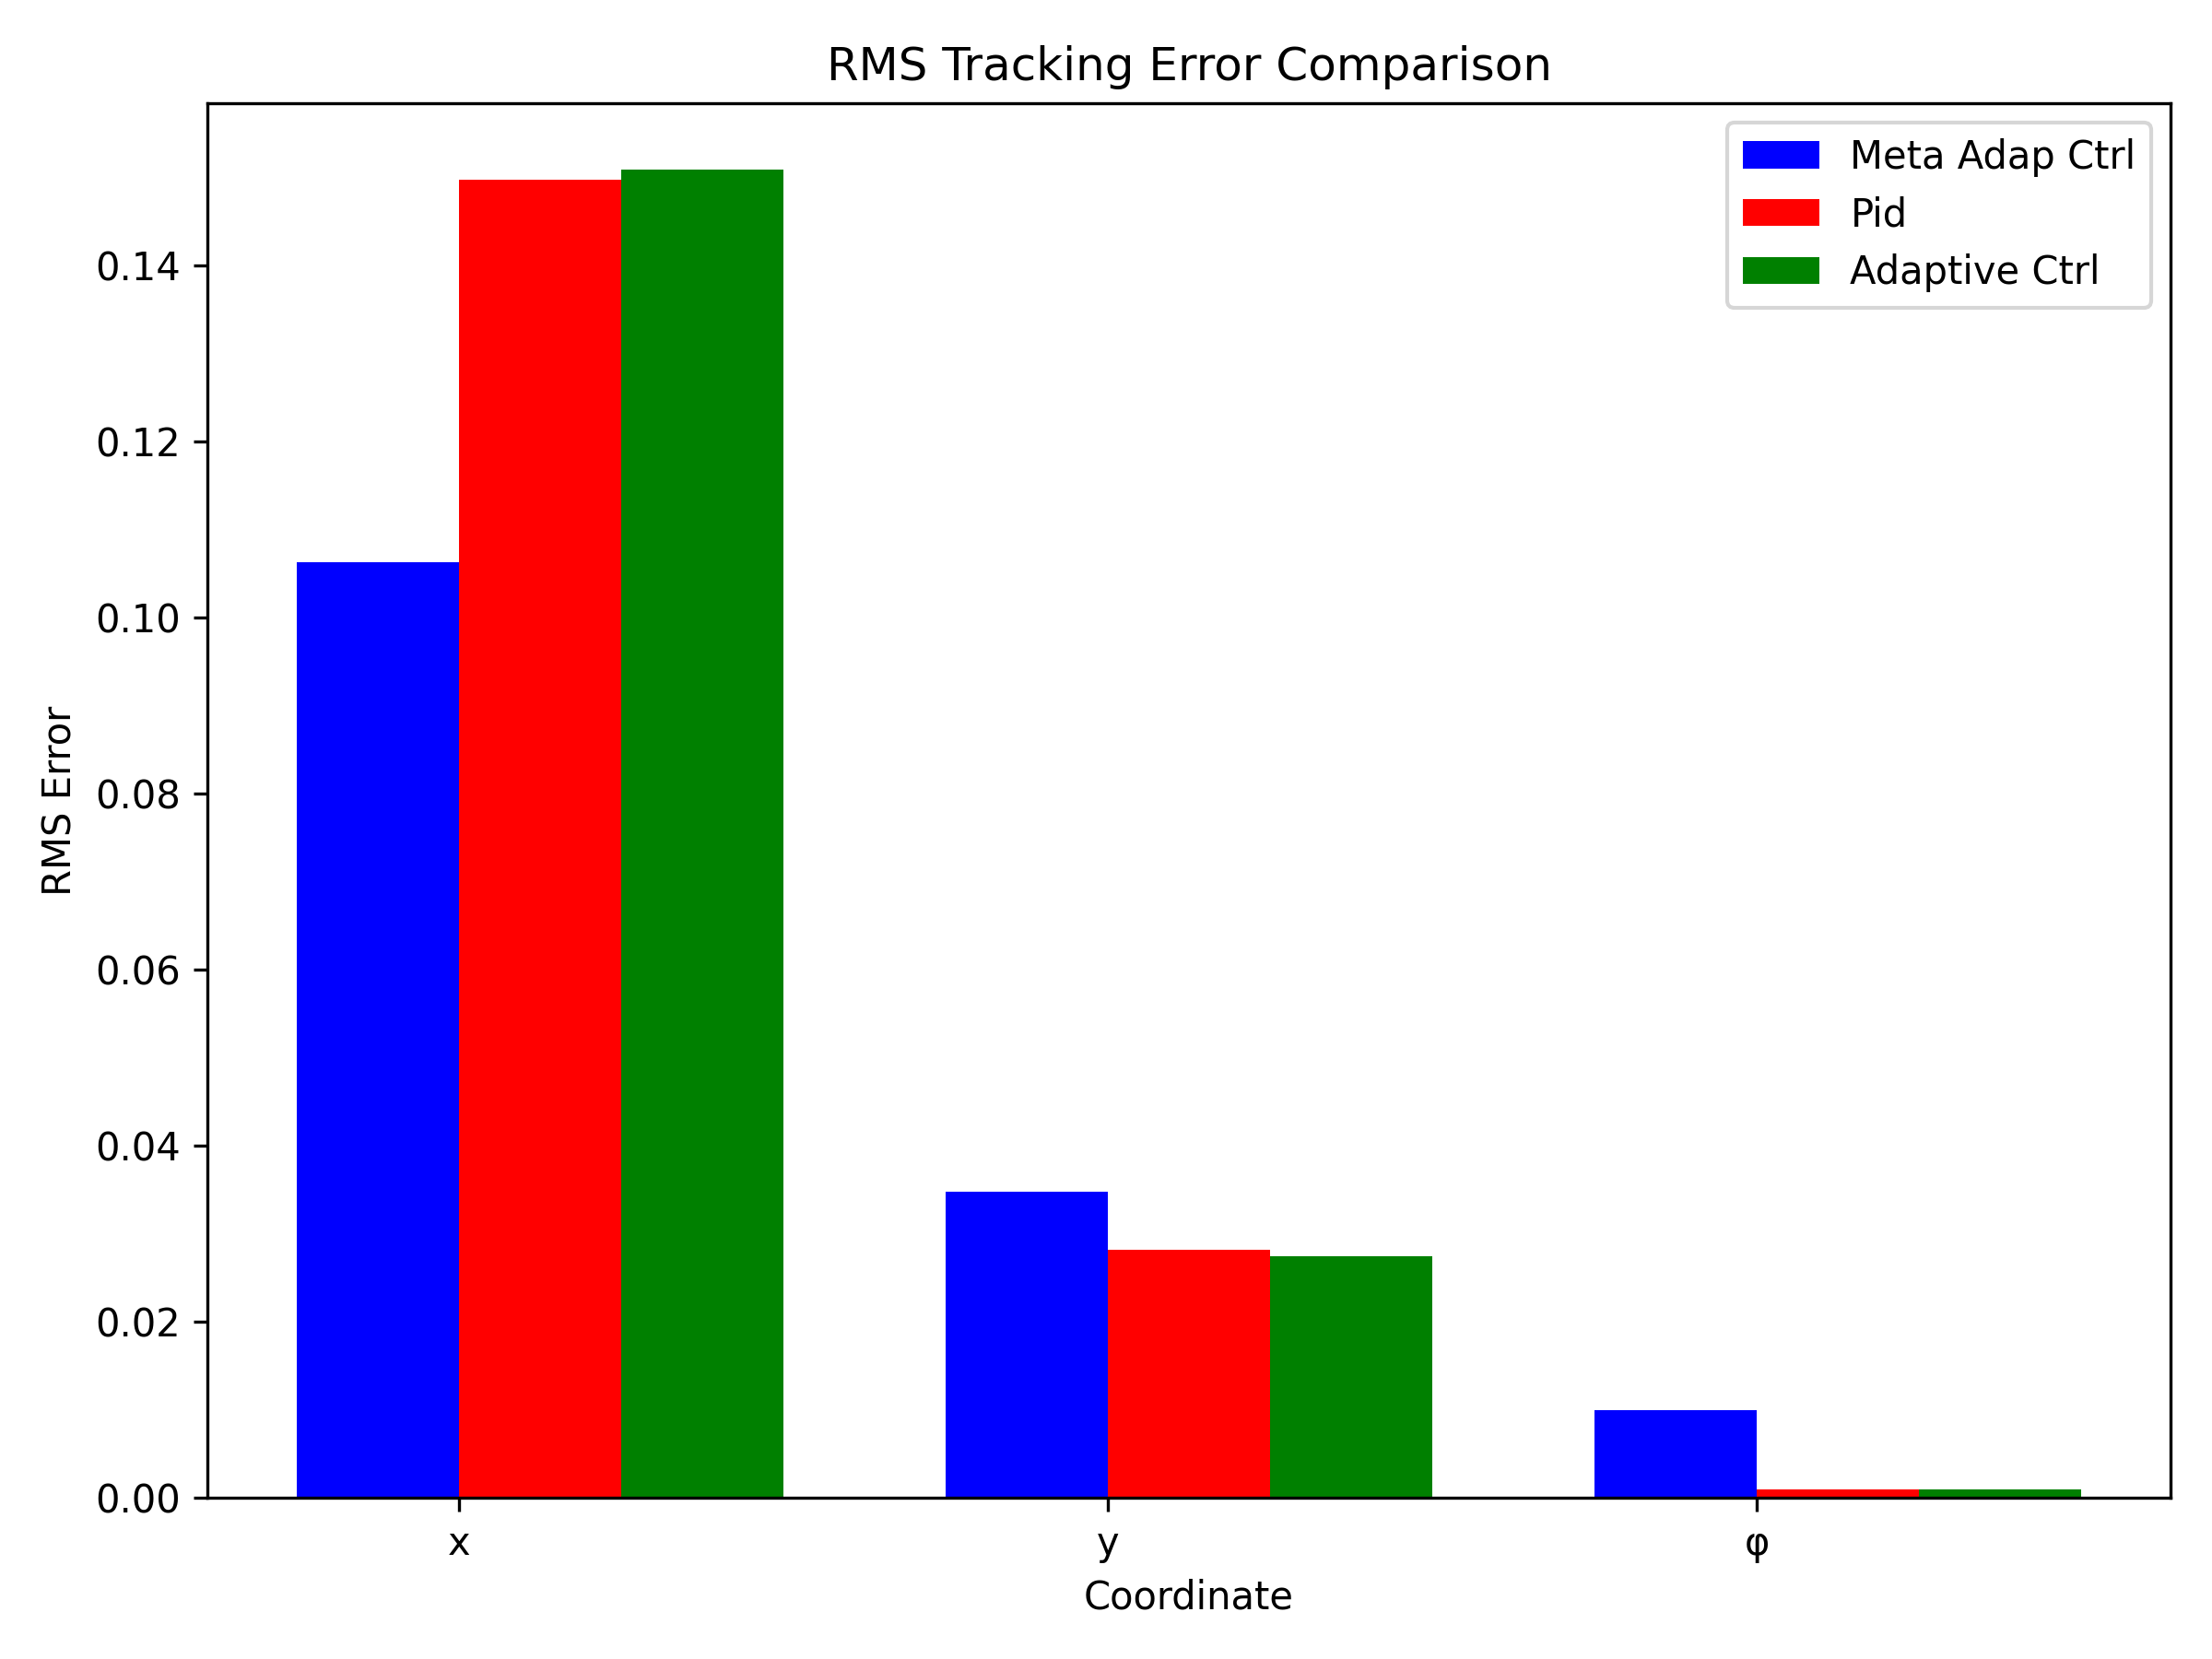 RMS Tracking Error Comparison
Meta Adap Ctrl
Pid
Adaptive Ctrl
RMS Error
0.14
0.12
0.10
0.08
0.06
0.04
0.02
0.00
x y φ
Coordinate